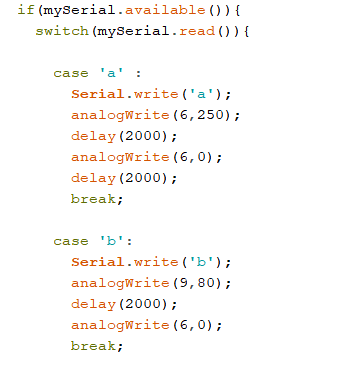 if(mySerial.available()){
switch(mySerial.read()){
case 'a' :
Serial.write('a');
analogWrite(6,250);
delay(2000);
analogWrite(6,0);
delay(2000);
break;
case 'b':
Serial.write('b');
analogWrite(9,80);
delay(2000);
analogWrite(6,0);
break;